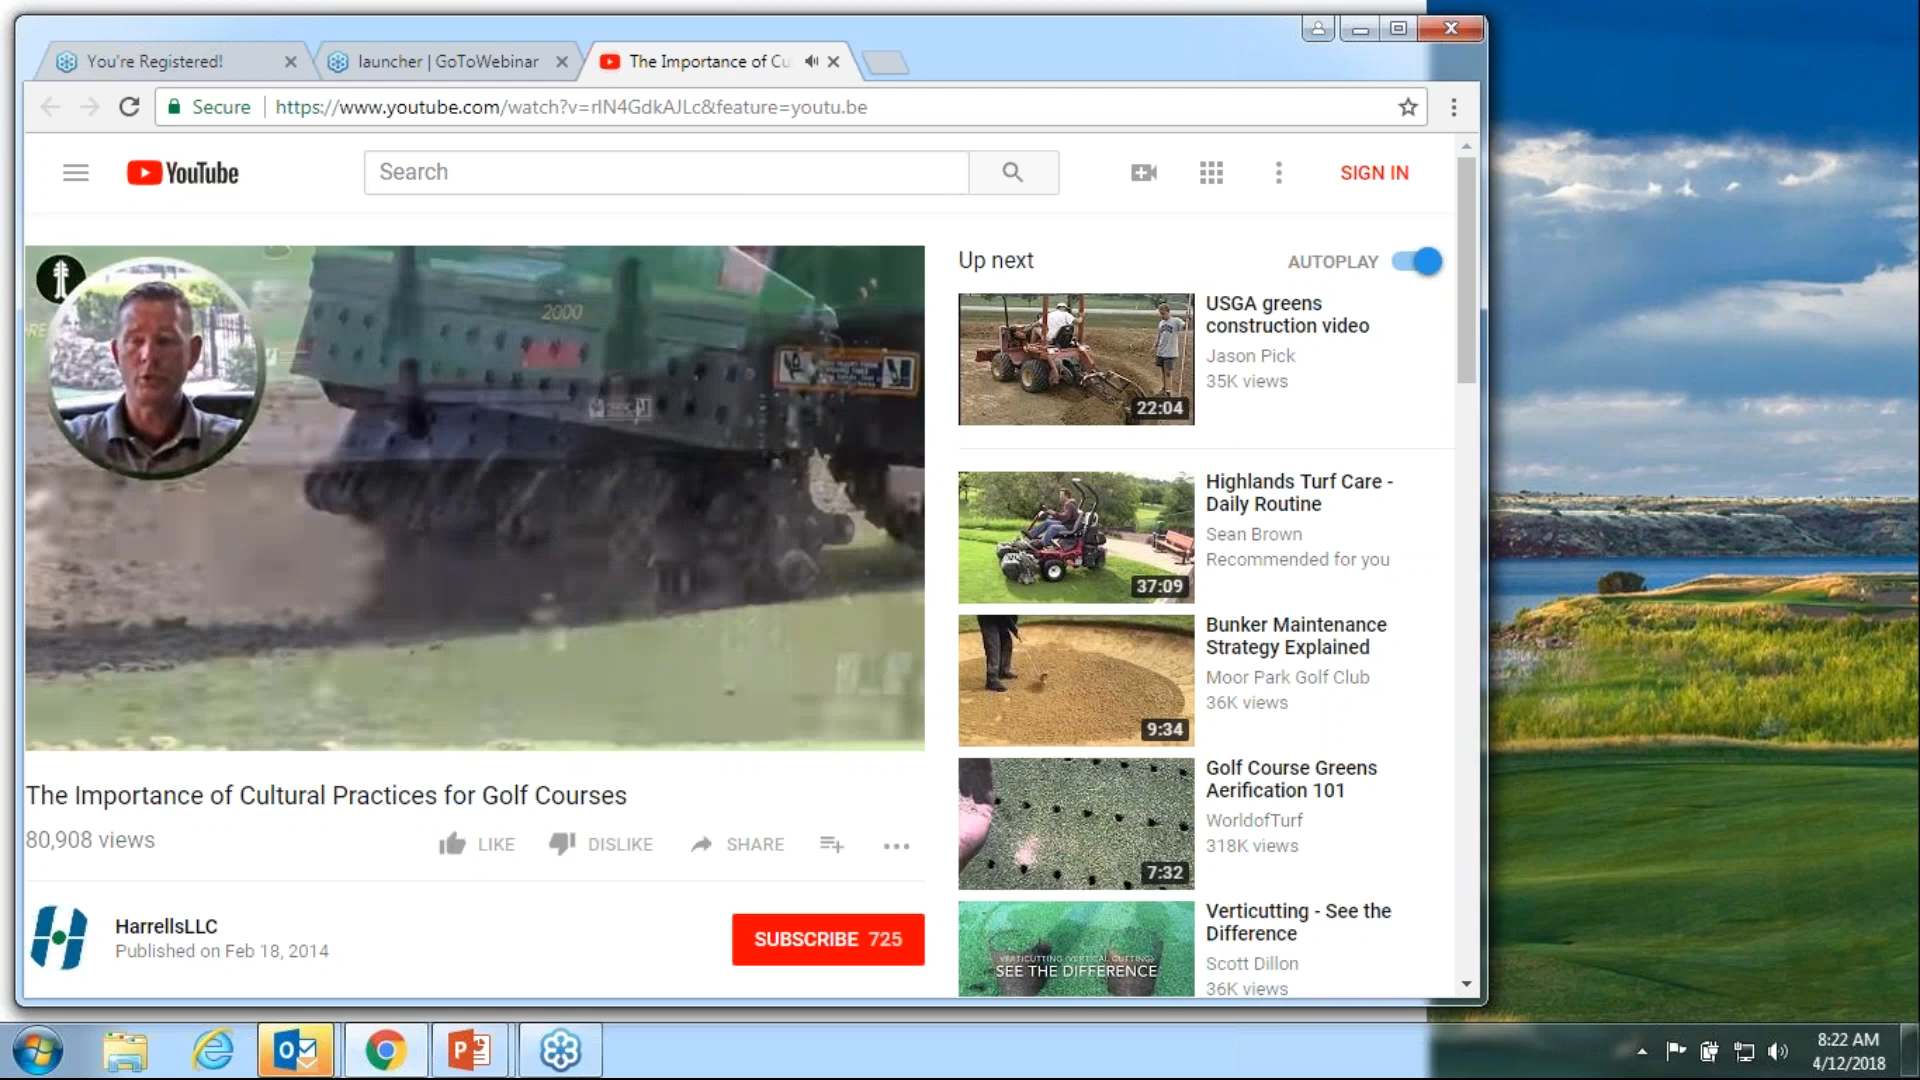 You're Registered!
launcher | GoToWebinar
The Importance of Cu
Secure
https://www.youtube.com/watch?v=rIN4GdkAJLc&feature=youtu.be
YouTube
Search
SIGN IN
2000
Up next
AUTOPLAY
USGA greens
construction video
Jason Pick
35K views
22:04
Highlands Turf Care -
Daily Routine
Sean Brown
Recommended for you
37:09
Bunker Maintenance
Strategy Explained
Moor Park Golf Club
36K views
9:34
Golf Course Greens
Aerification 101
WorldofTurf
318K views
7:32
Verticutting - See the
Difference
Scott Dillon
36K views
VERTICUTTING (VERTICAL CUTTING)
SEE THE DIFFERENCE
The Importance of Cultural Practices for Golf Courses
80,908 views
LIKE
DISLIKE
SHARE
HarrellsLLC
Published on Feb 18, 2014
SUBSCRIBE 725
8:22 AM
4/12/2018